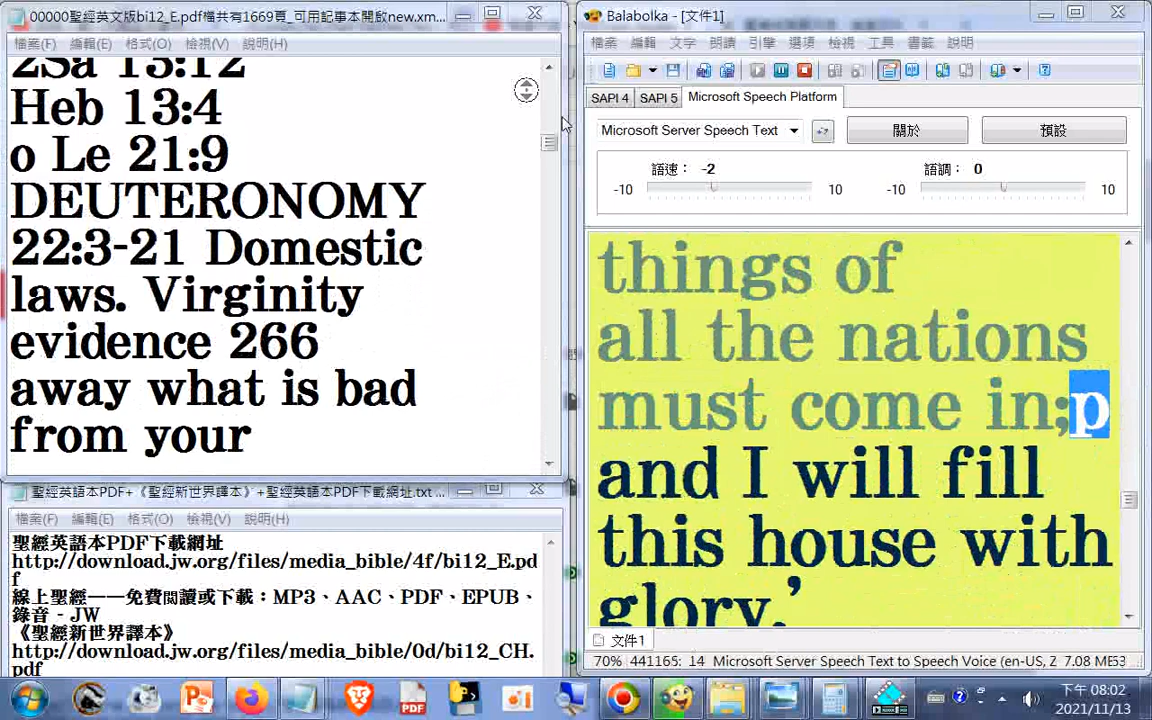 00000聖經英文版bi12_E.pdf檔共有1669頁_可用記事本開啟new.xm...
檔案(F) 編輯(E) 格式(O) 檢視(V) 說明(H)
2Sa 15:12
Heb 13:4
o Le 21:9
DEUTERONOMY
22:3-21 Domestic
laws. Virginity
evidence 266
away what is bad
from your
聖經英語本PDF+《聖經新世界譯本》+聖經英語本PDF下載網址.txt ...
檔案(F) 編輯(E) 格式(O) 檢視(V) 說明(H)
聖經英語本PDF下載網址
http://download.jw.org/files/media_bible/4f/bi12_E.pd
f
線上聖經——免費閱讀或下載：MP3、AAC、PDF、EPUB、
錄音 - JW
《聖經新世界譯本》
http://download.jw.org/files/media_bible/0d/bi12_CH.
pdf
Balabolka - [文件1]
檔案 編輯 文字 朗讀 引擎 選項 檢視 工具 書籤 說明
SAPI 4 SAPI 5 Microsoft Speech Platform
Microsoft Server Speech Text 關於 預設
語速： -2 語調： 0
-10 10 -10 10
things of
all the nations
must come in;p
and I will fill
this house with
glory.’
文件1
70% 441165: 14 Microsoft Server Speech Text to Speech Voice (en-US, Z 7.08 ME53
PDF
下午 08:02
2021/11/13